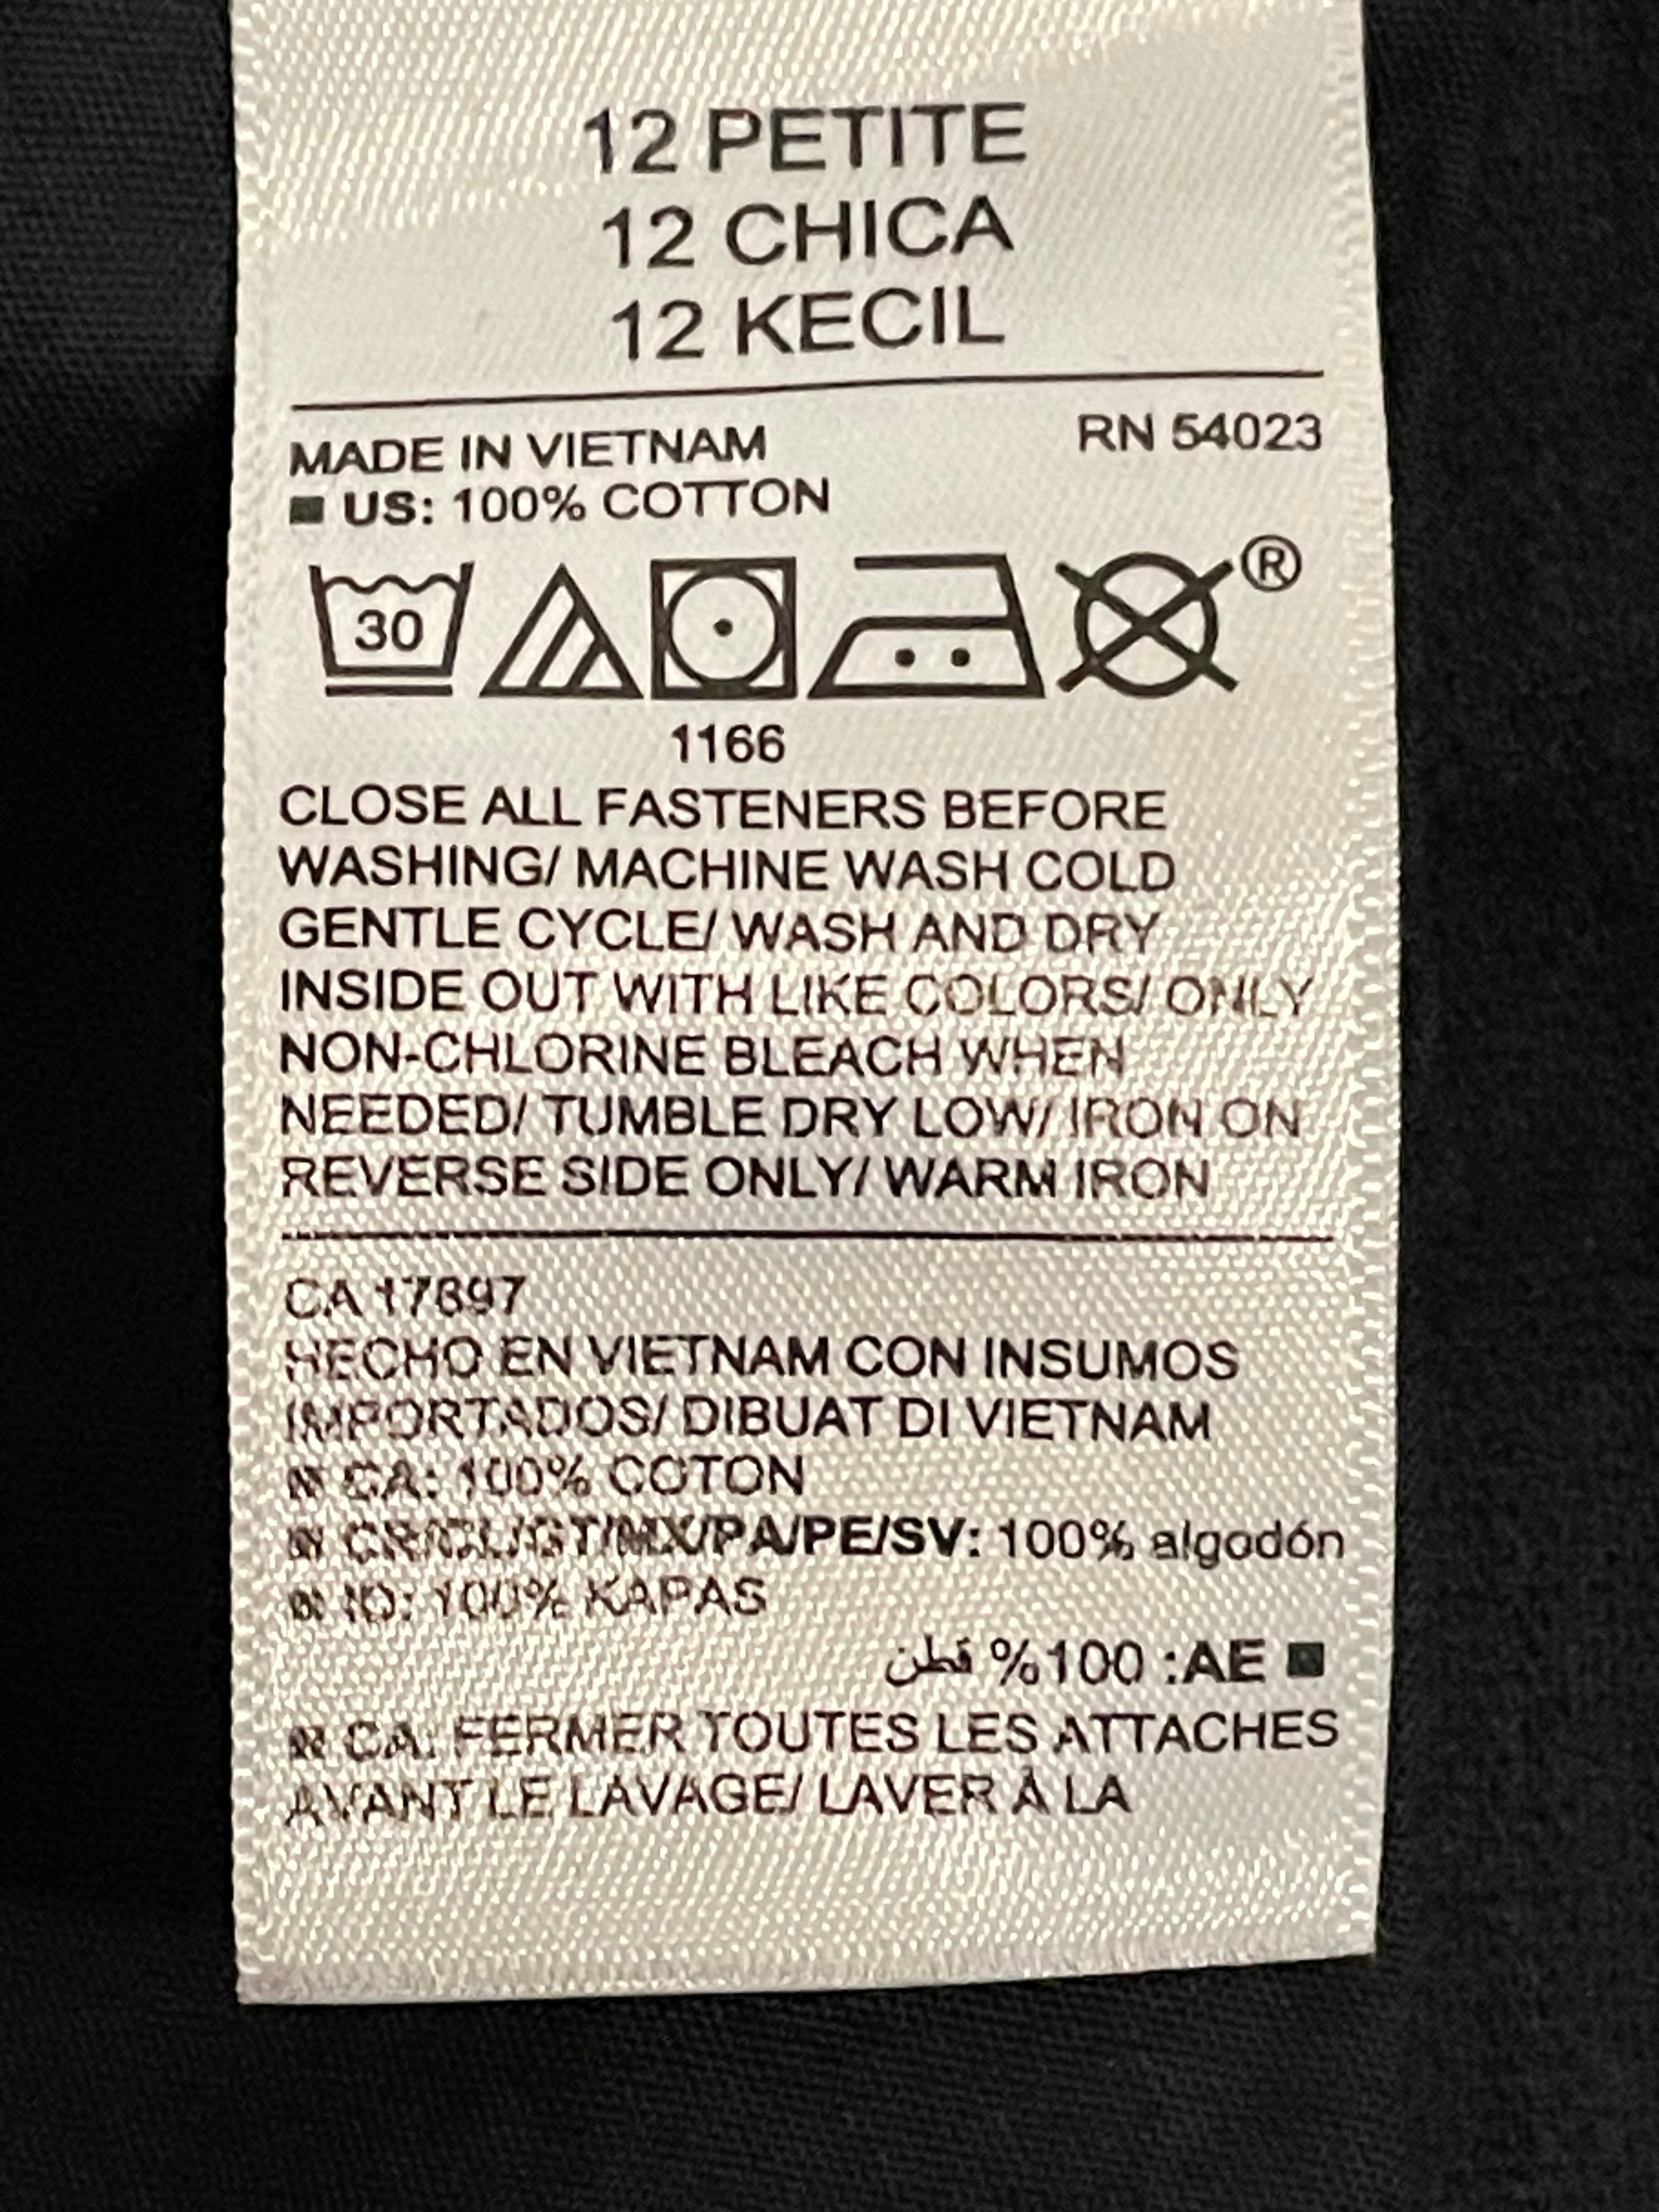 12 PETITE
12 CHICA
12 KECIL
MADE IN VIETNAM RN 54023
■ US: 100% COTTON
30
®
1166
CLOSE ALL FASTENERS BEFORE
WASHING/ MACHINE WASH COLD
GENTLE CYCLE/ WASH AND DRY
INSIDE OUT WITH LIKE COLORS/ ONLY
NON-CHLORINE BLEACH WHEN
NEEDED/ TUMBLE DRY LOW/ IRON ON
REVERSE SIDE ONLY/ WARM IRON
CA 17897
HECHO EN VIETNAM CON INSUMOS
IMPORTADOS/ DIBUAT DI VIETNAM
■ CA: 100% COTON
■ CR/CL/GT/MX/PA/PE/SV: 100% algodón
■ ID: 100% KAPAS
■ AE: 100% قطن
■ CA: FERMER TOUTES LES ATTACHES
AVANT LE LAVAGE/ LAVER À LA